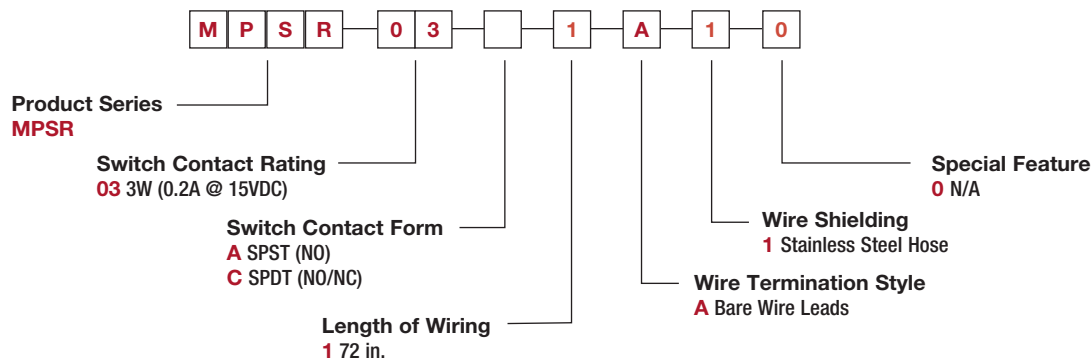 M P S R 0 3 1 A 1 0
Product Series
MPSR
Switch Contact Rating
03 3W (0.2A @ 15VDC)
Switch Contact Form
A SPST (NO)
C SPDT (NO/NC)
Length of Wiring
1 72 in.
Wire Termination Style
A Bare Wire Leads
Wire Shielding
1 Stainless Steel Hose
Special Feature
0 N/A